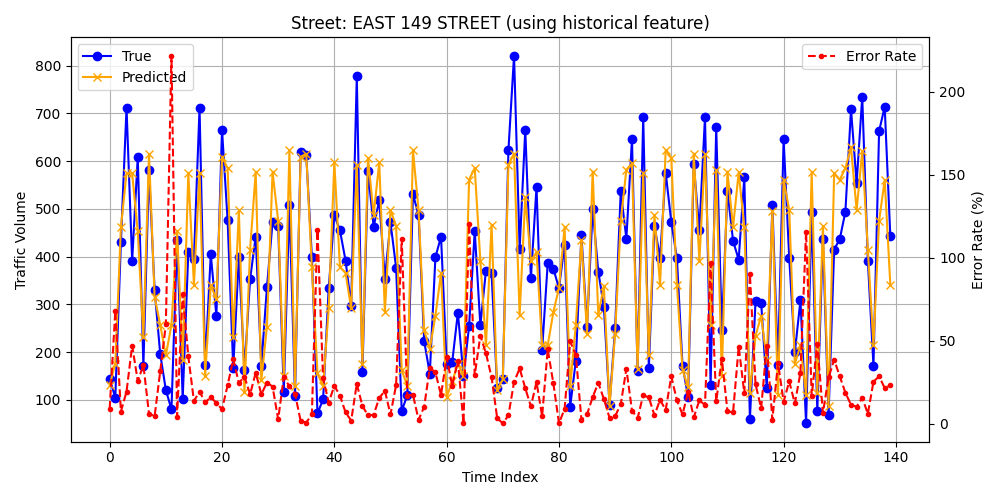 Street: EAST 149 STREET (using historical feature)
True
Predicted
Error Rate
Traffic Volume
800
700
600
500
400
300
200
100
200
150
100
50
0
Error Rate (%)
0 20 40 60 80 100 120 140
Time Index